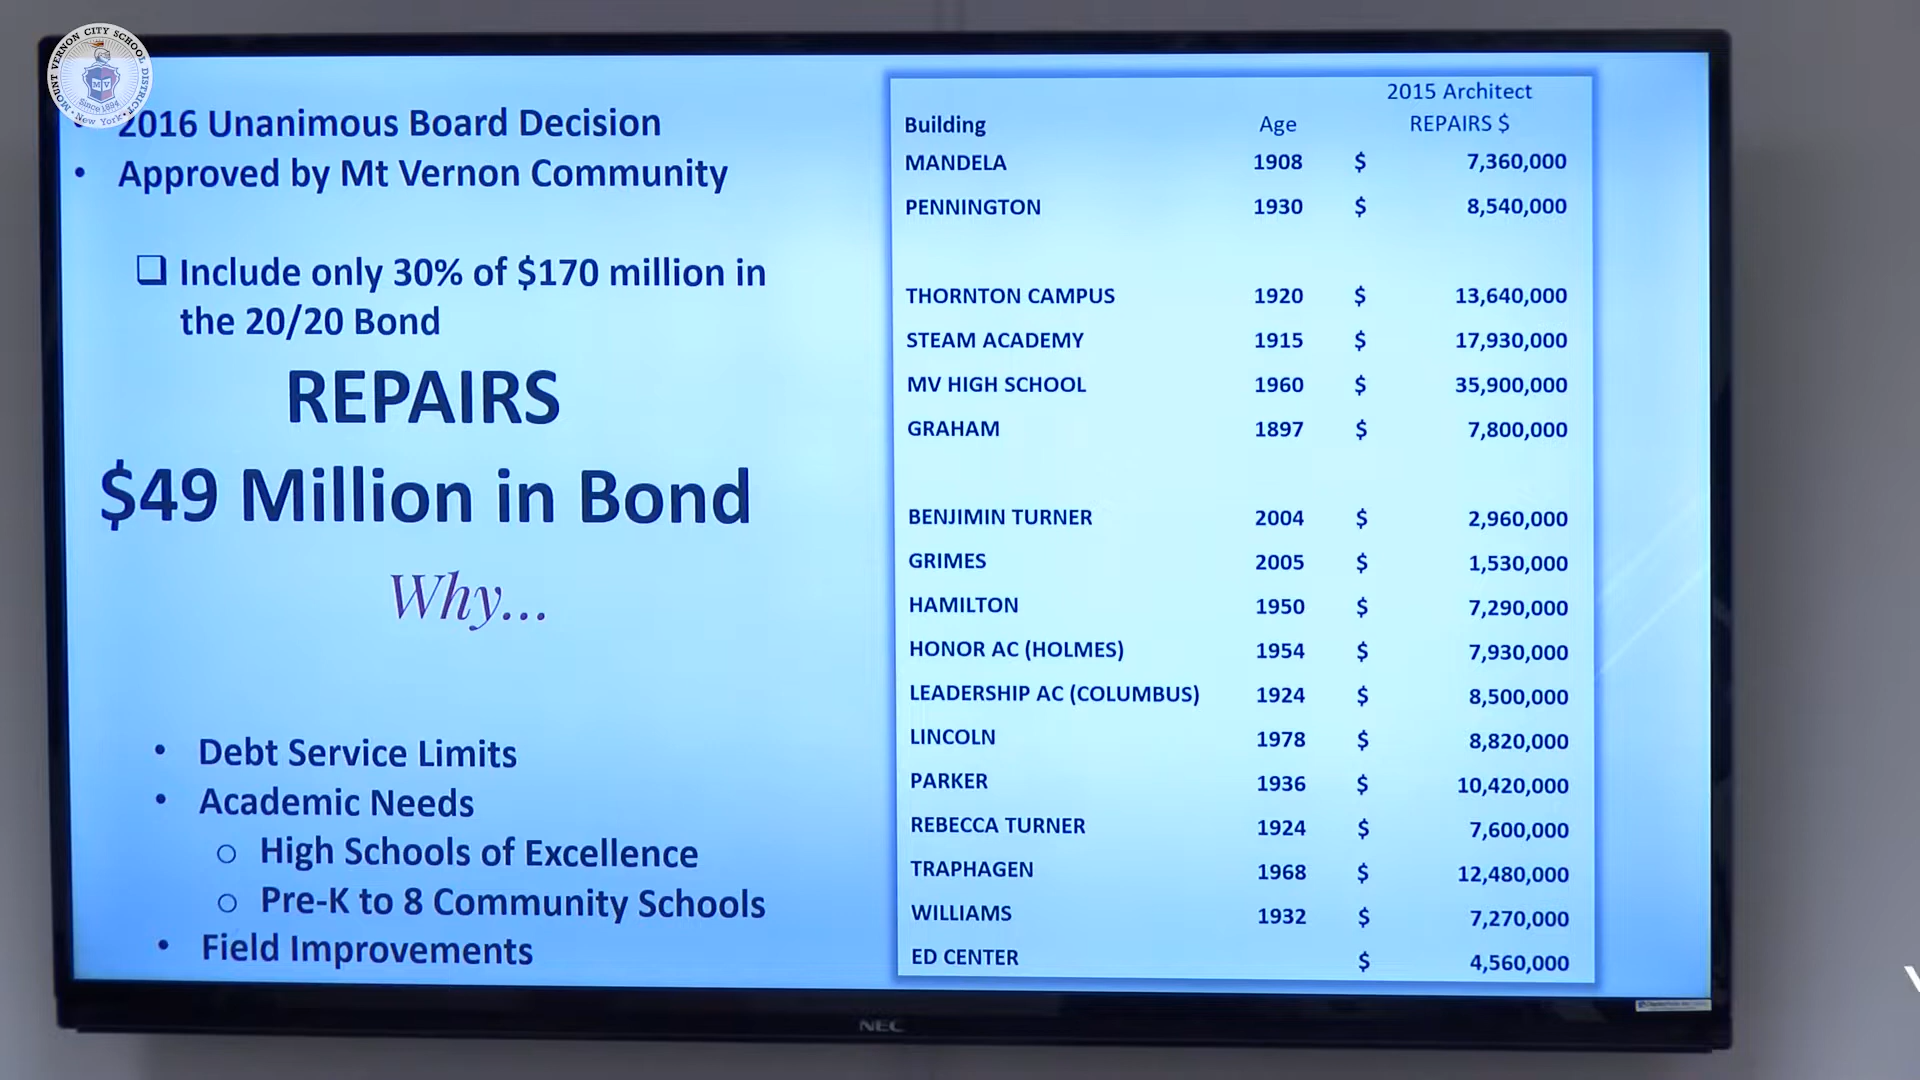 MOUNT VERNON CITY SCHOOL DISTRICT
MV
Since 1894
New York
• 2016 Unanimous Board Decision
• Approved by Mt Vernon Community
❑ Include only 30% of $170 million in
the 20/20 Bond
REPAIRS
$49 Million in Bond
Why...
• Debt Service Limits
• Academic Needs
o High Schools of Excellence
o Pre-K to 8 Community Schools
• Field Improvements
2015 Architect
Building Age REPAIRS $
MANDELA 1908 $ 7,360,000
PENNINGTON 1930 $ 8,540,000
THORNTON CAMPUS 1920 $ 13,640,000
STEAM ACADEMY 1915 $ 17,930,000
MV HIGH SCHOOL 1960 $ 35,900,000
GRAHAM 1897 $ 7,800,000
BENJIMIN TURNER 2004 $ 2,960,000
GRIMES 2005 $ 1,530,000
HAMILTON 1950 $ 7,290,000
HONOR AC (HOLMES) 1954 $ 7,930,000
LEADERSHIP AC (COLUMBUS) 1924 $ 8,500,000
LINCOLN 1978 $ 8,820,000
PARKER 1936 $ 10,420,000
REBECCA TURNER 1924 $ 7,600,000
TRAPHAGEN 1968 $ 12,480,000
WILLIAMS 1932 $ 7,270,000
ED CENTER $ 4,560,000
NEC